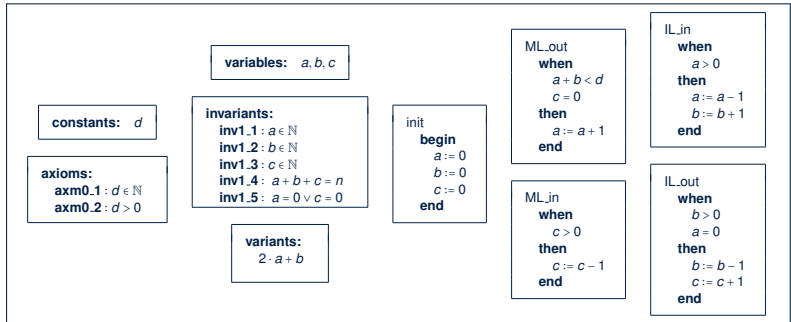 constants: d
axioms:
axm0_1 : d ∈ ℕ
axm0_2 : d > 0
variables: a, b, c
invariants:
inv1_1 : a ∈ ℕ
inv1_2 : b ∈ ℕ
inv1_3 : c ∈ ℕ
inv1_4 : a + b + c = n
inv1_5 : a = 0 ∨ c = 0
variants:
2 · a + b
init
begin
a := 0
b := 0
c := 0
end
ML_out
when
a + b < d
c = 0
then
a := a + 1
end
ML_in
when
c > 0
then
c := c − 1
end
IL_in
when
a > 0
then
a := a − 1
b := b + 1
end
IL_out
when
b > 0
a = 0
then
b := b − 1
c := c + 1
end